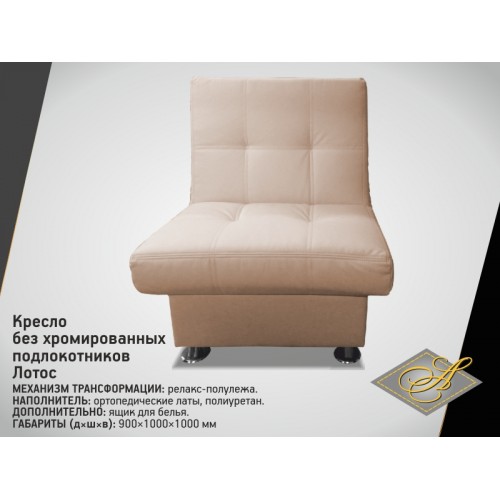 Кресло
без хромированных
подлокотников
Лотос
МЕХАНИЗМ ТРАНСФОРМАЦИИ: релакс-полулежа.
НАПОЛНИТЕЛЬ: ортопедические латы, полиуретан.
ДОПОЛНИТЕЛЬНО: ящик для белья.
ГАБАРИТЫ (д×ш×в): 900×1000×1000 мм